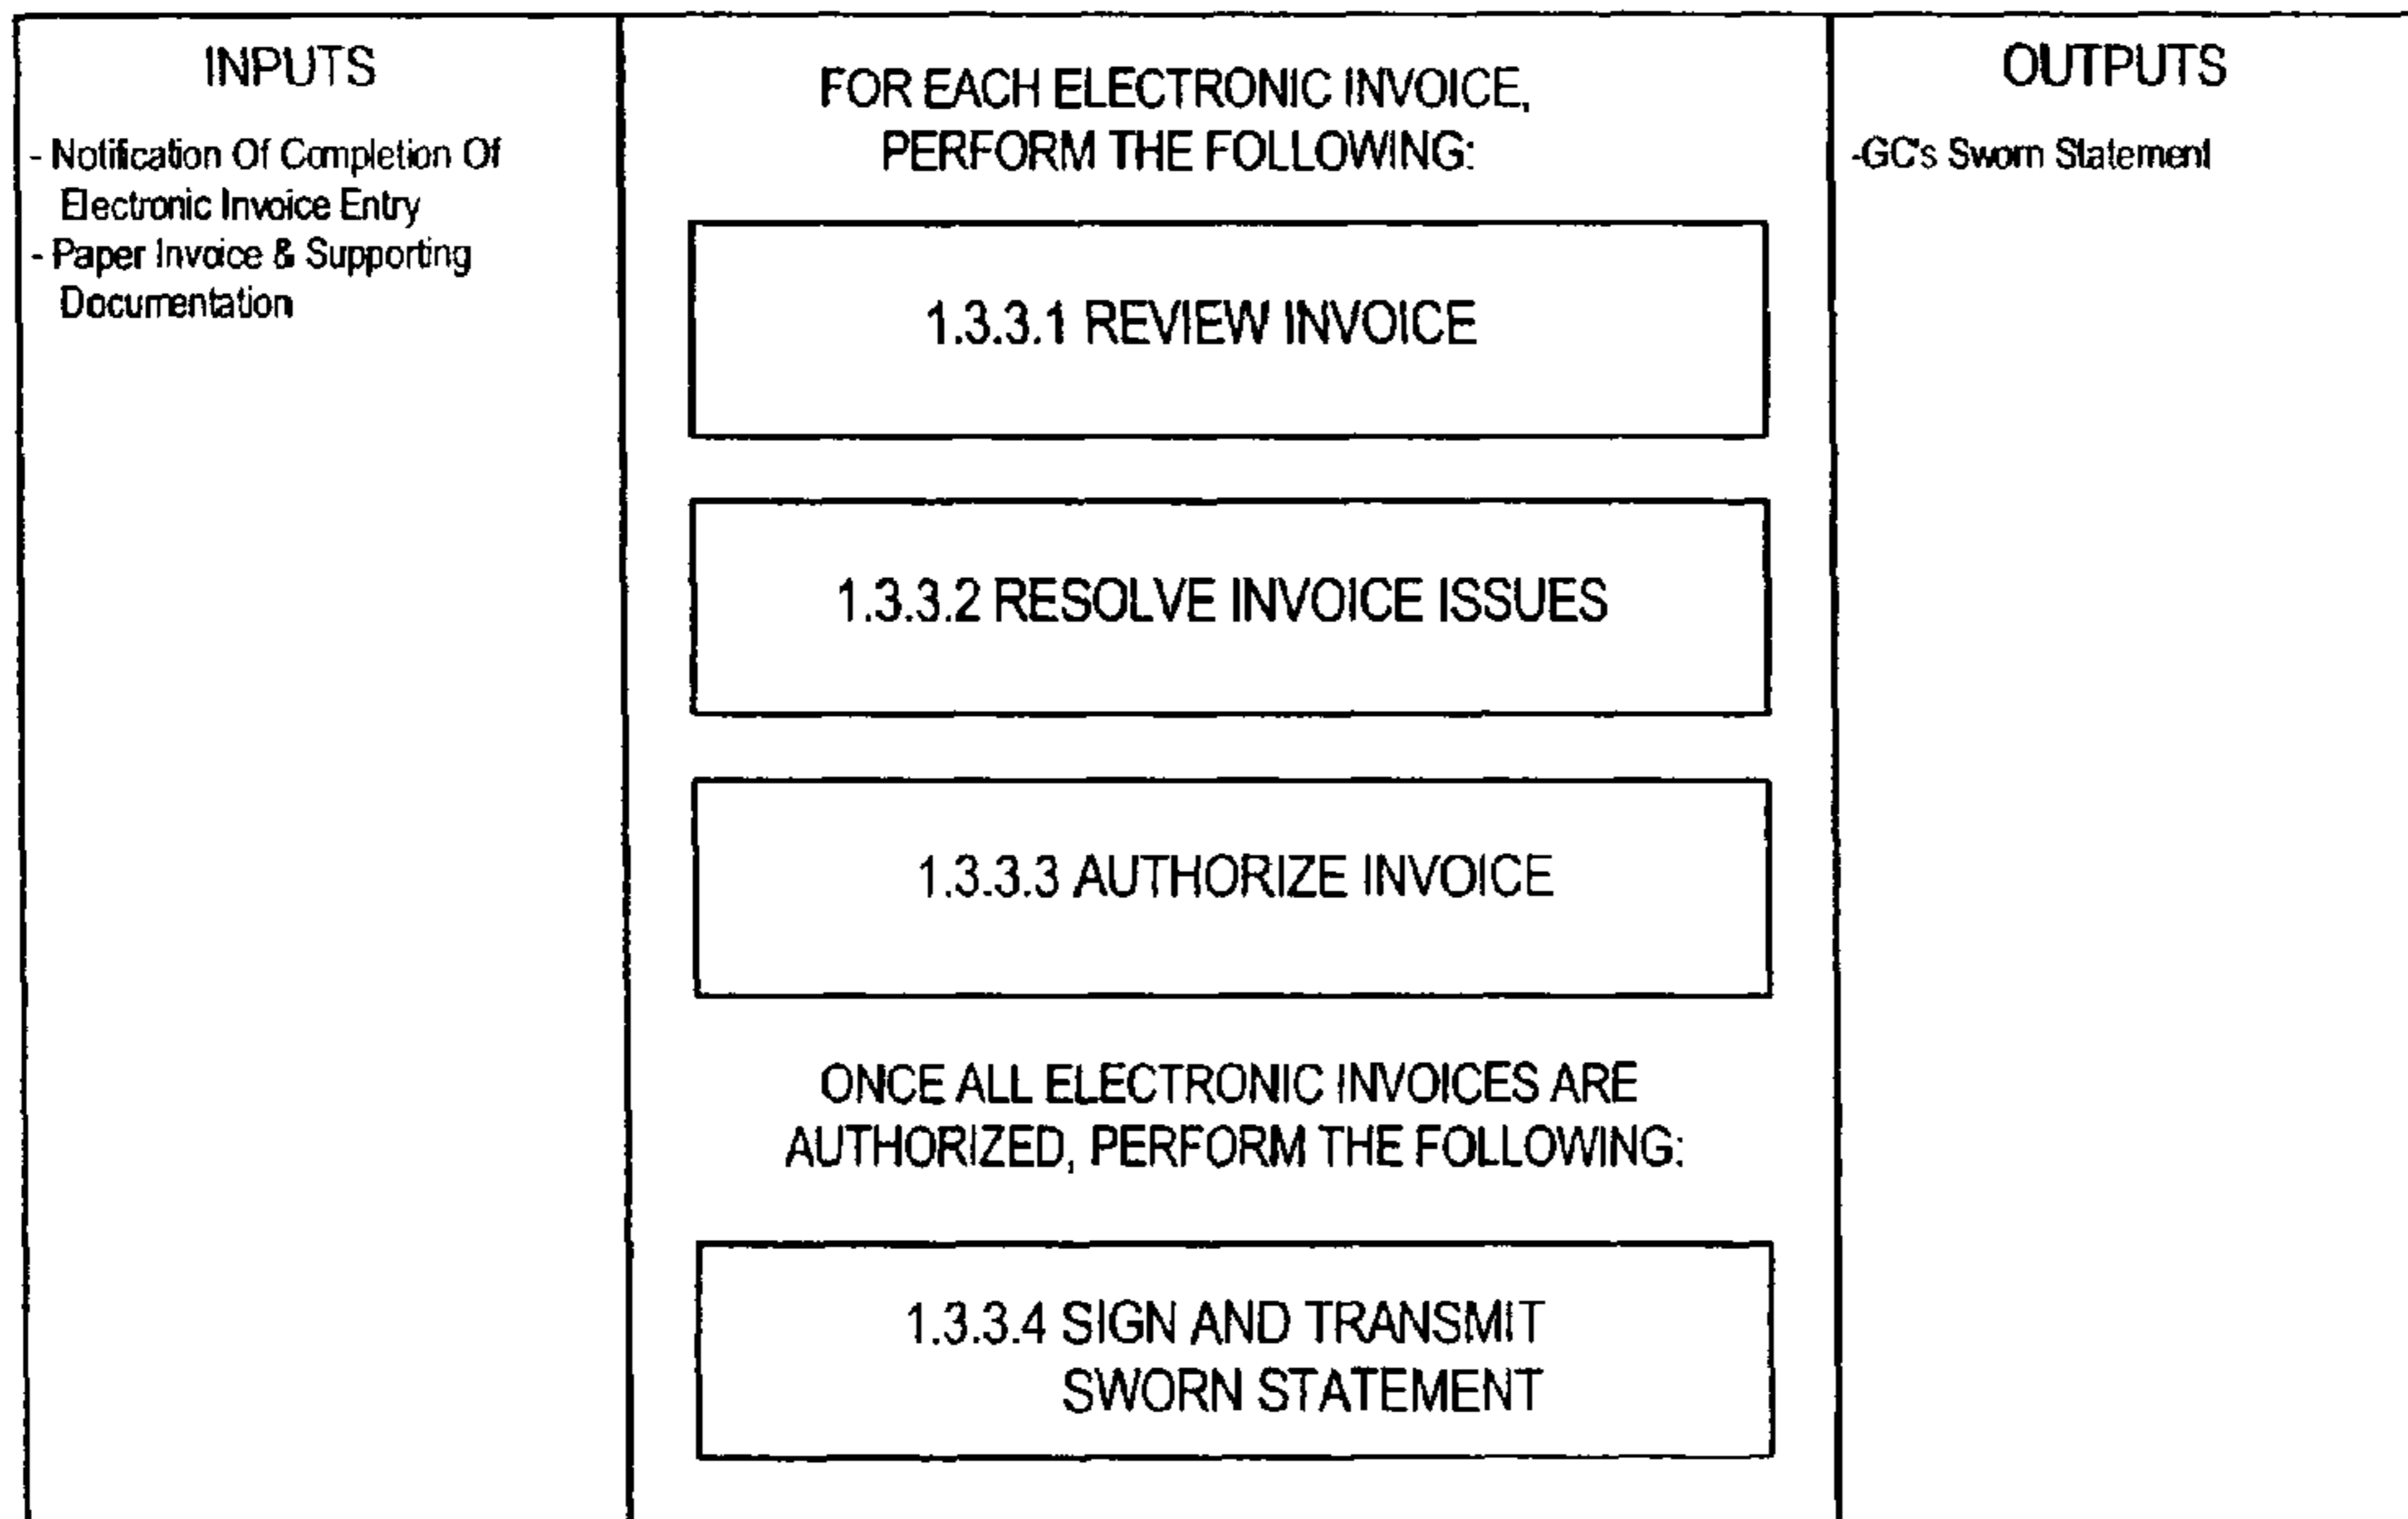 INPUTS
- Notification Of Completion Of
Electronic Invoice Entry
- Paper Invoice & Supporting
Documentation
FOR EACH ELECTRONIC INVOICE,
PERFORM THE FOLLOWING:
1.3.3.1 REVIEW INVOICE
1.3.3.2 RESOLVE INVOICE ISSUES
1.3.3.3 AUTHORIZE INVOICE
ONCE ALL ELECTRONIC INVOICES ARE
AUTHORIZED, PERFORM THE FOLLOWING:
1.3.3.4 SIGN AND TRANSMIT
SWORN STATEMENT
OUTPUTS
-GC's Sworn Statement